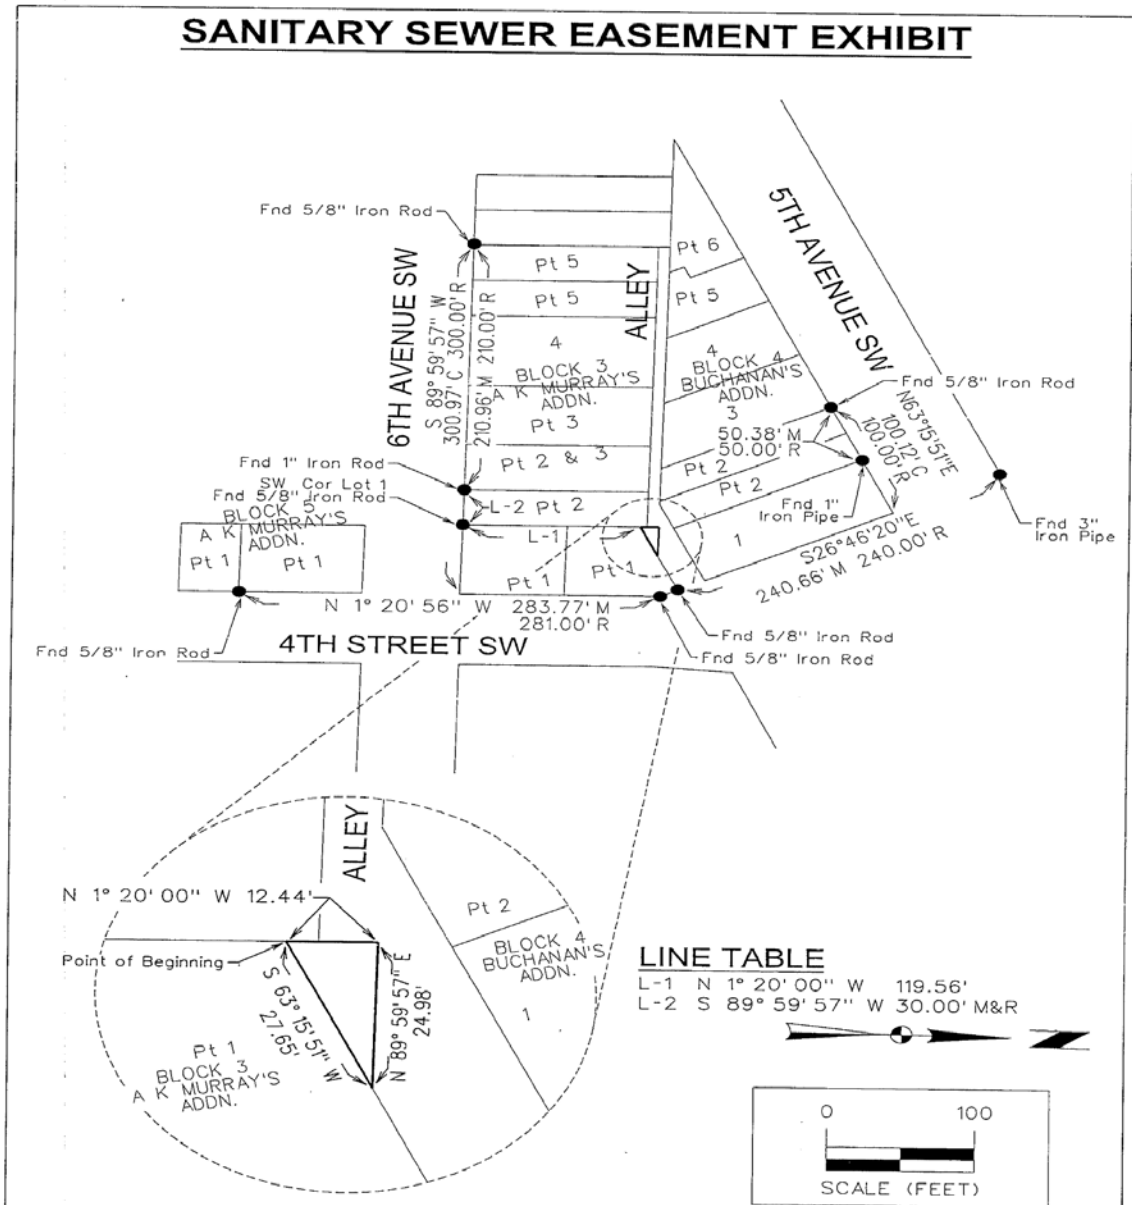 SANITARY SEWER EASEMENT EXHIBIT
Fnd 5/8" Iron Rod
6TH AVENUE SW
S 89° 59' 57" W
300.97' C 300.00' R
210.96' M 210.00' R
Pt 5
Pt 5
4
BLOCK 3
A K MURRAY'S
ADDN.
Pt 3
Pt 2 & 3
ALLEY
Pt 6
Pt 5
4
BLOCK 4
BUCHANAN'S
ADDN.
3
50.38' M
50.00' R
Pt 2
Pt 2
1
5TH AVENUE SW
Fnd 5/8" Iron Rod
N63°15'51"E
100.12' C
100.00' R
Fnd 1"
Iron Pipe
Fnd 3"
Iron Pipe
S26°46'20"E
240.66' M 240.00' R
Fnd 1" Iron Rod
SW Cor Lot 1
Fnd 5/8" Iron Rod
BLOCK 5
A K MURRAY'S
ADDN.
Pt 1
Pt 1
L-2 Pt 2
L-1
Pt 1
Pt 1
N 1° 20' 56" W 283.77' M
281.00' R
Fnd 5/8" Iron Rod
4TH STREET SW
Fnd 5/8" Iron Rod
Fnd 5/8" Iron Rod
ALLEY
N 1° 20' 00" W 12.44'
Point of Beginning
S 63° 15' 51" W
27.65'
N 89° 59' 57" E
24.98'
Pt 2
BLOCK 4
BUCHANAN'S
ADDN.
1
Pt 1
BLOCK 3
A K MURRAY'S
ADDN.
LINE TABLE
L-1 N 1° 20' 00" W 119.56'
L-2 S 89° 59' 57" W 30.00' M&R
Z
0 100
SCALE (FEET)